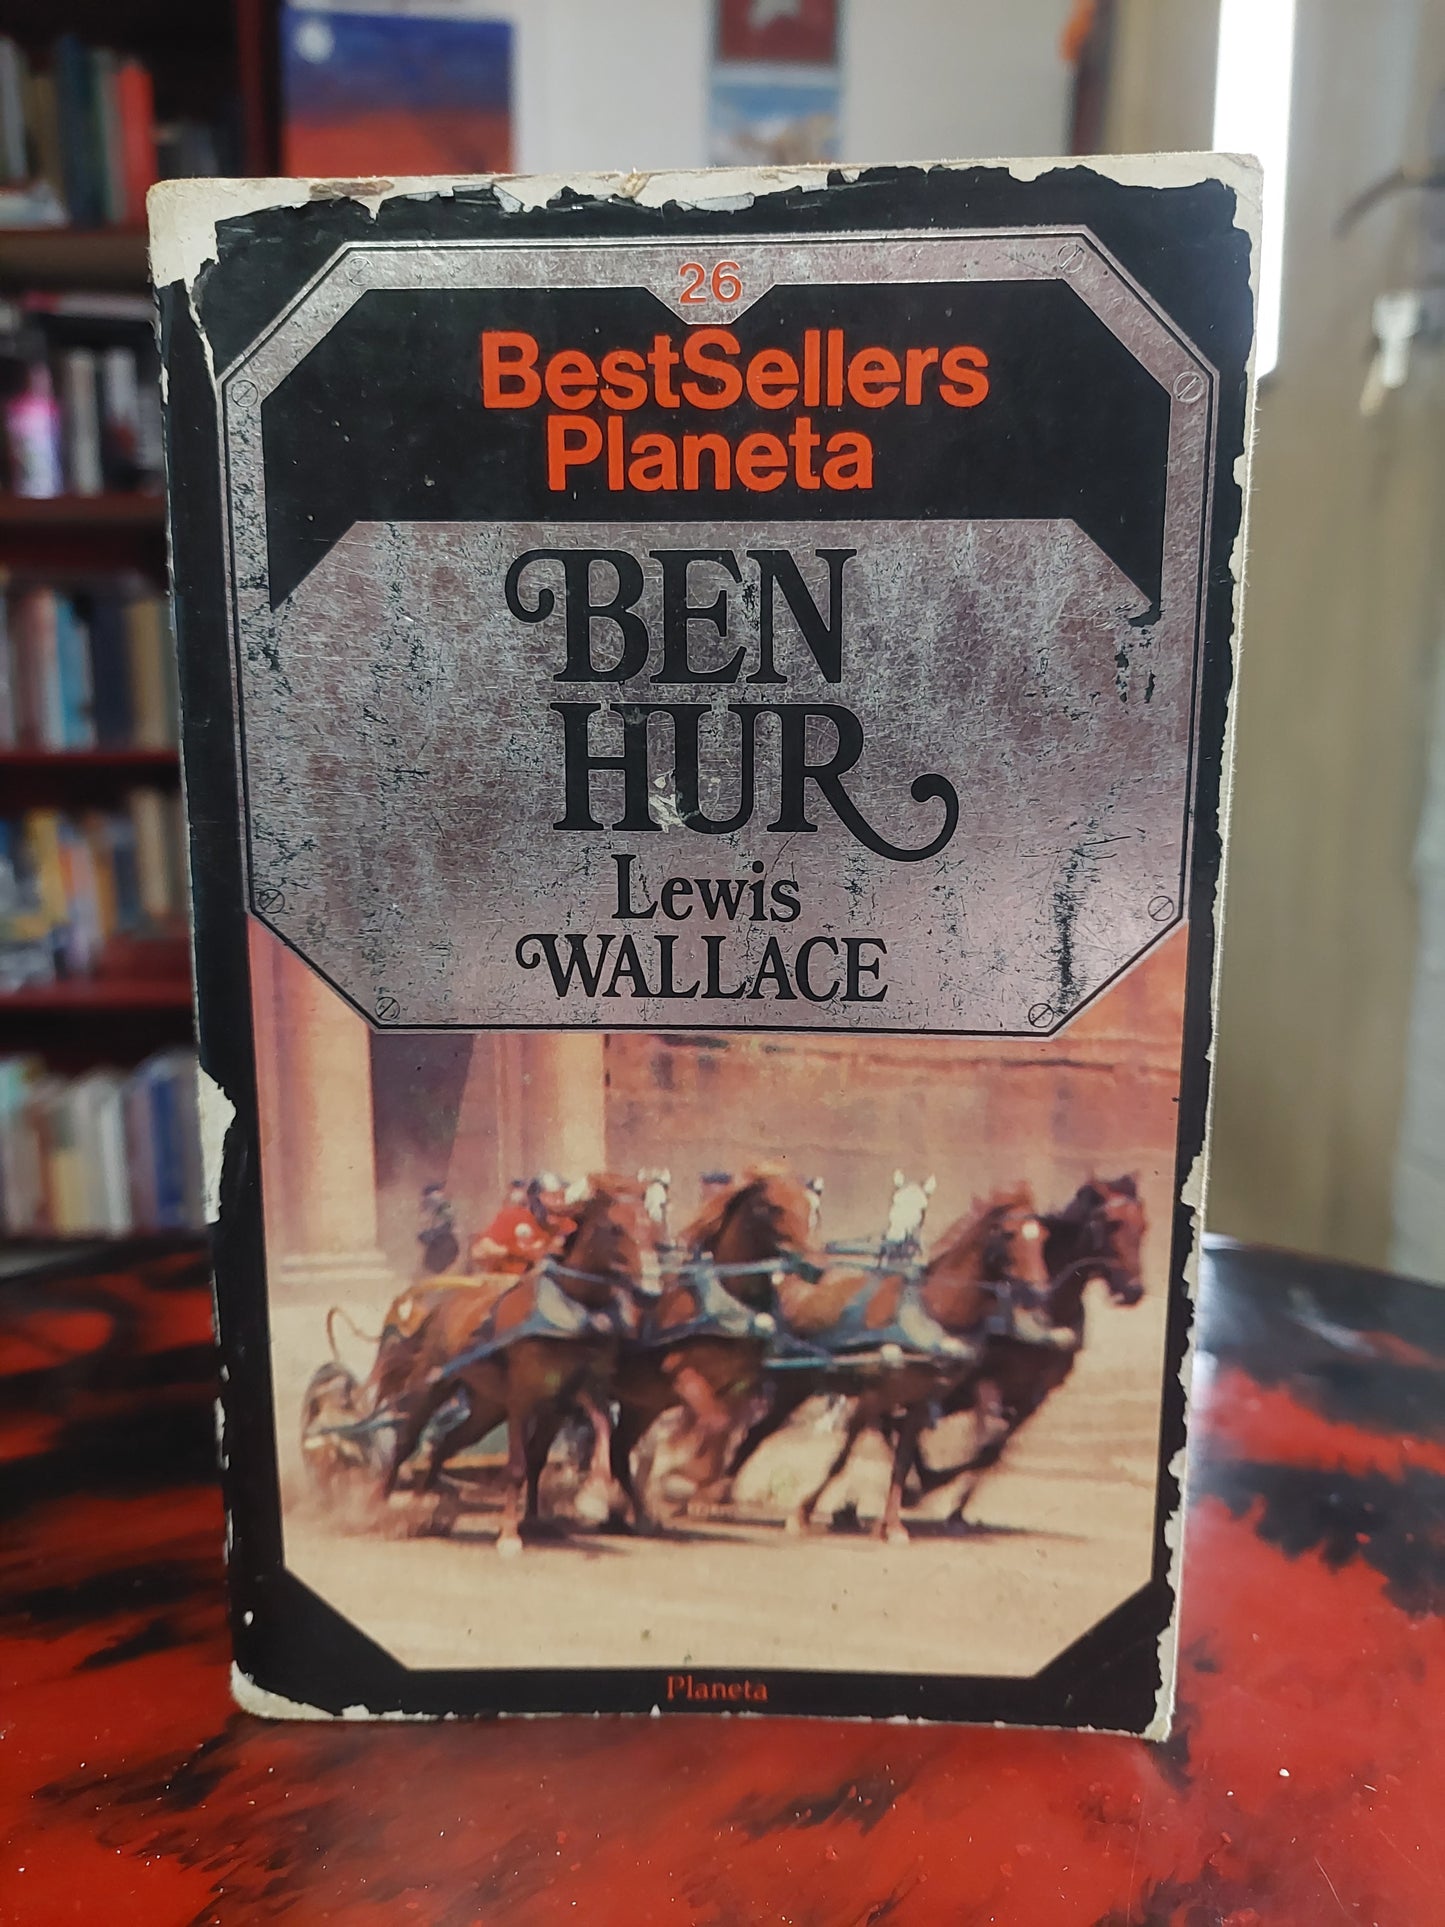 26
BestSellers
Planeta
BEN
HUR
Lewis
WALLACE
Planeta